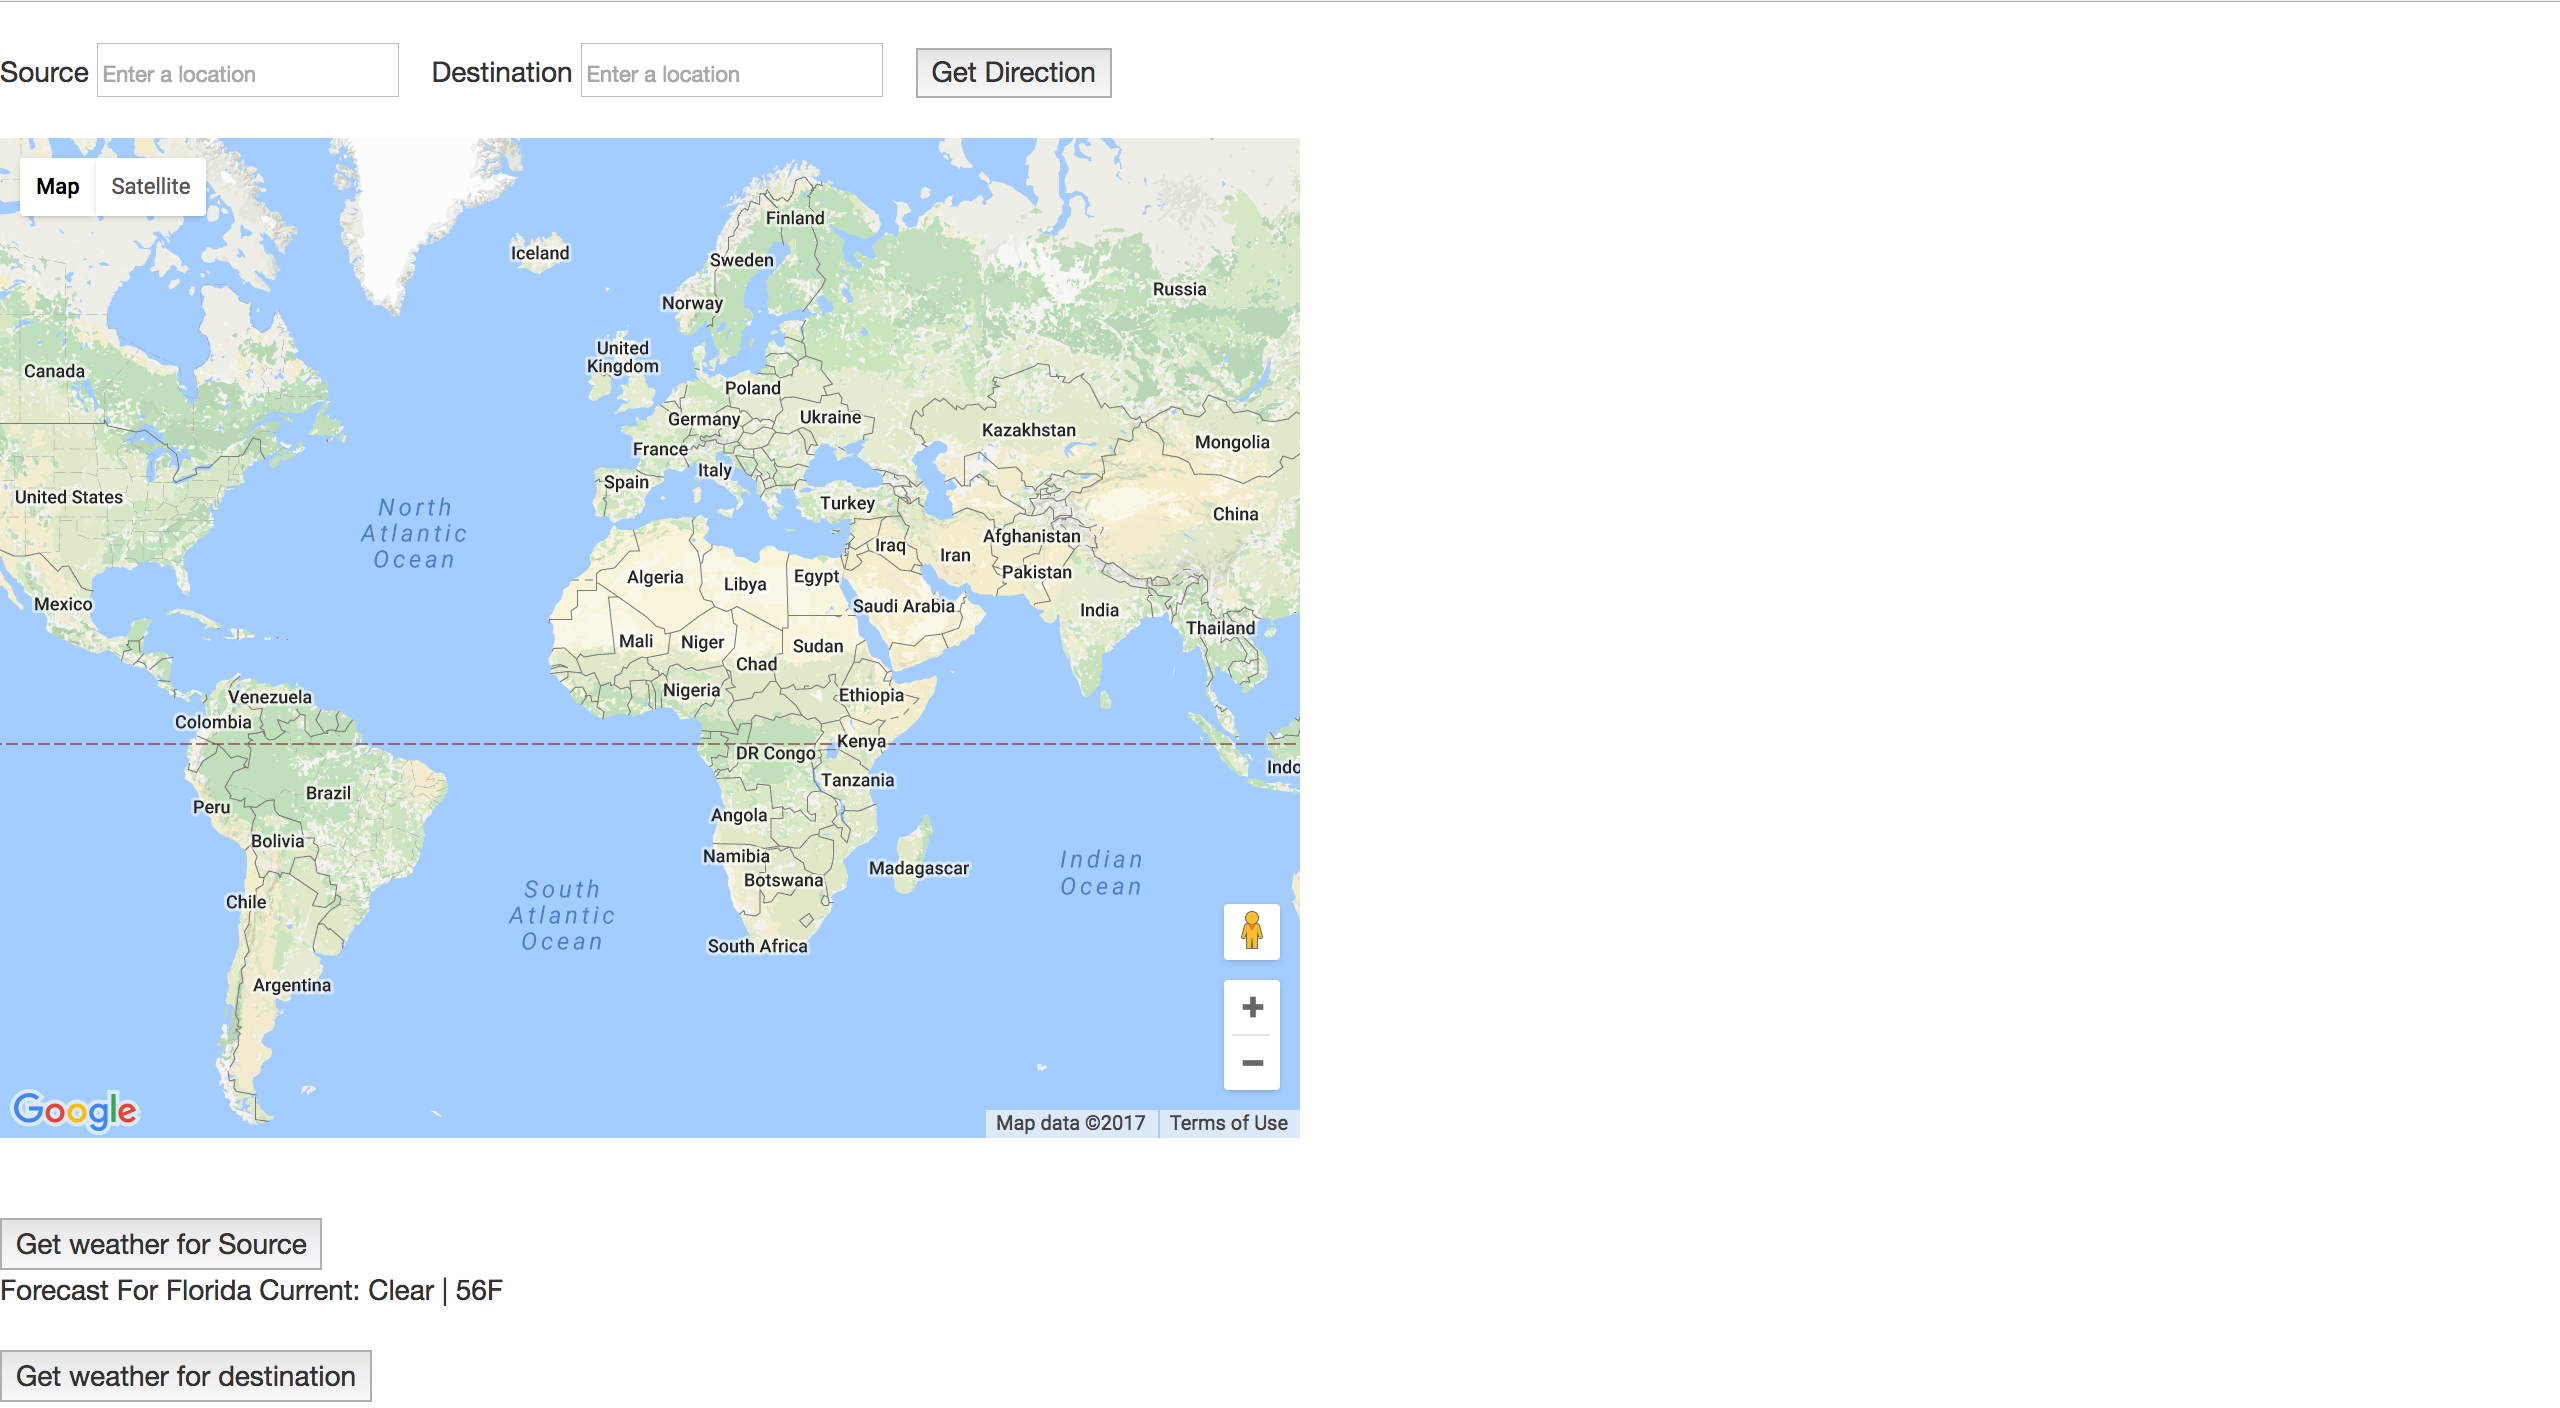 Source Enter a location Destination Enter a location Get Direction
Map Satellite
Finland
Iceland
Sweden
Russia
Norway
United
Kingdom
Canada
Poland
Germany
Ukraine
Kazakhstan
Mongolia
France
Italy
Spain
United States
Turkey
North
Atlantic
Ocean
China
Afghanistan
Iraq
Iran
Pakistan
Algeria
Libya
Egypt
Mexico
Saudi Arabia
India
Thailand
Mali
Niger
Sudan
Chad
Nigeria
Ethiopia
Venezuela
Colombia
Kenya
DR Congo
Indo
Tanzania
Brazil
Peru
Angola
Bolivia
Namibia
Madagascar
Indian
Ocean
Botswana
South
Atlantic
Ocean
Chile
South Africa
Argentina
Google
Map data ©2017 Terms of Use
Get weather for Source
Forecast For Florida Current: Clear | 56F
Get weather for destination